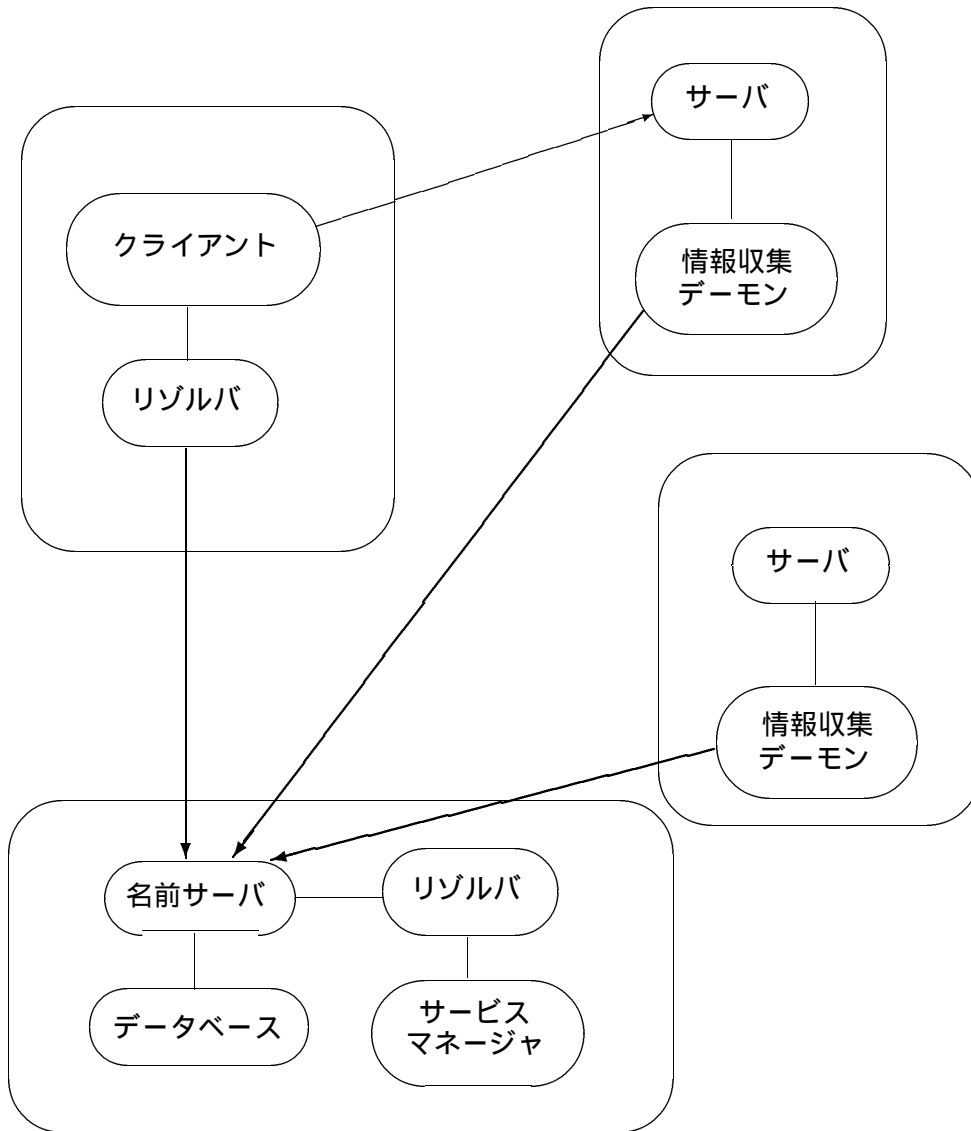 サーバ
クライアント
情報収集
デーモン
リゾルバ
サーバ
情報収集
デーモン
名前サーバ
リゾルバ
データベース
サービス
マネージャ